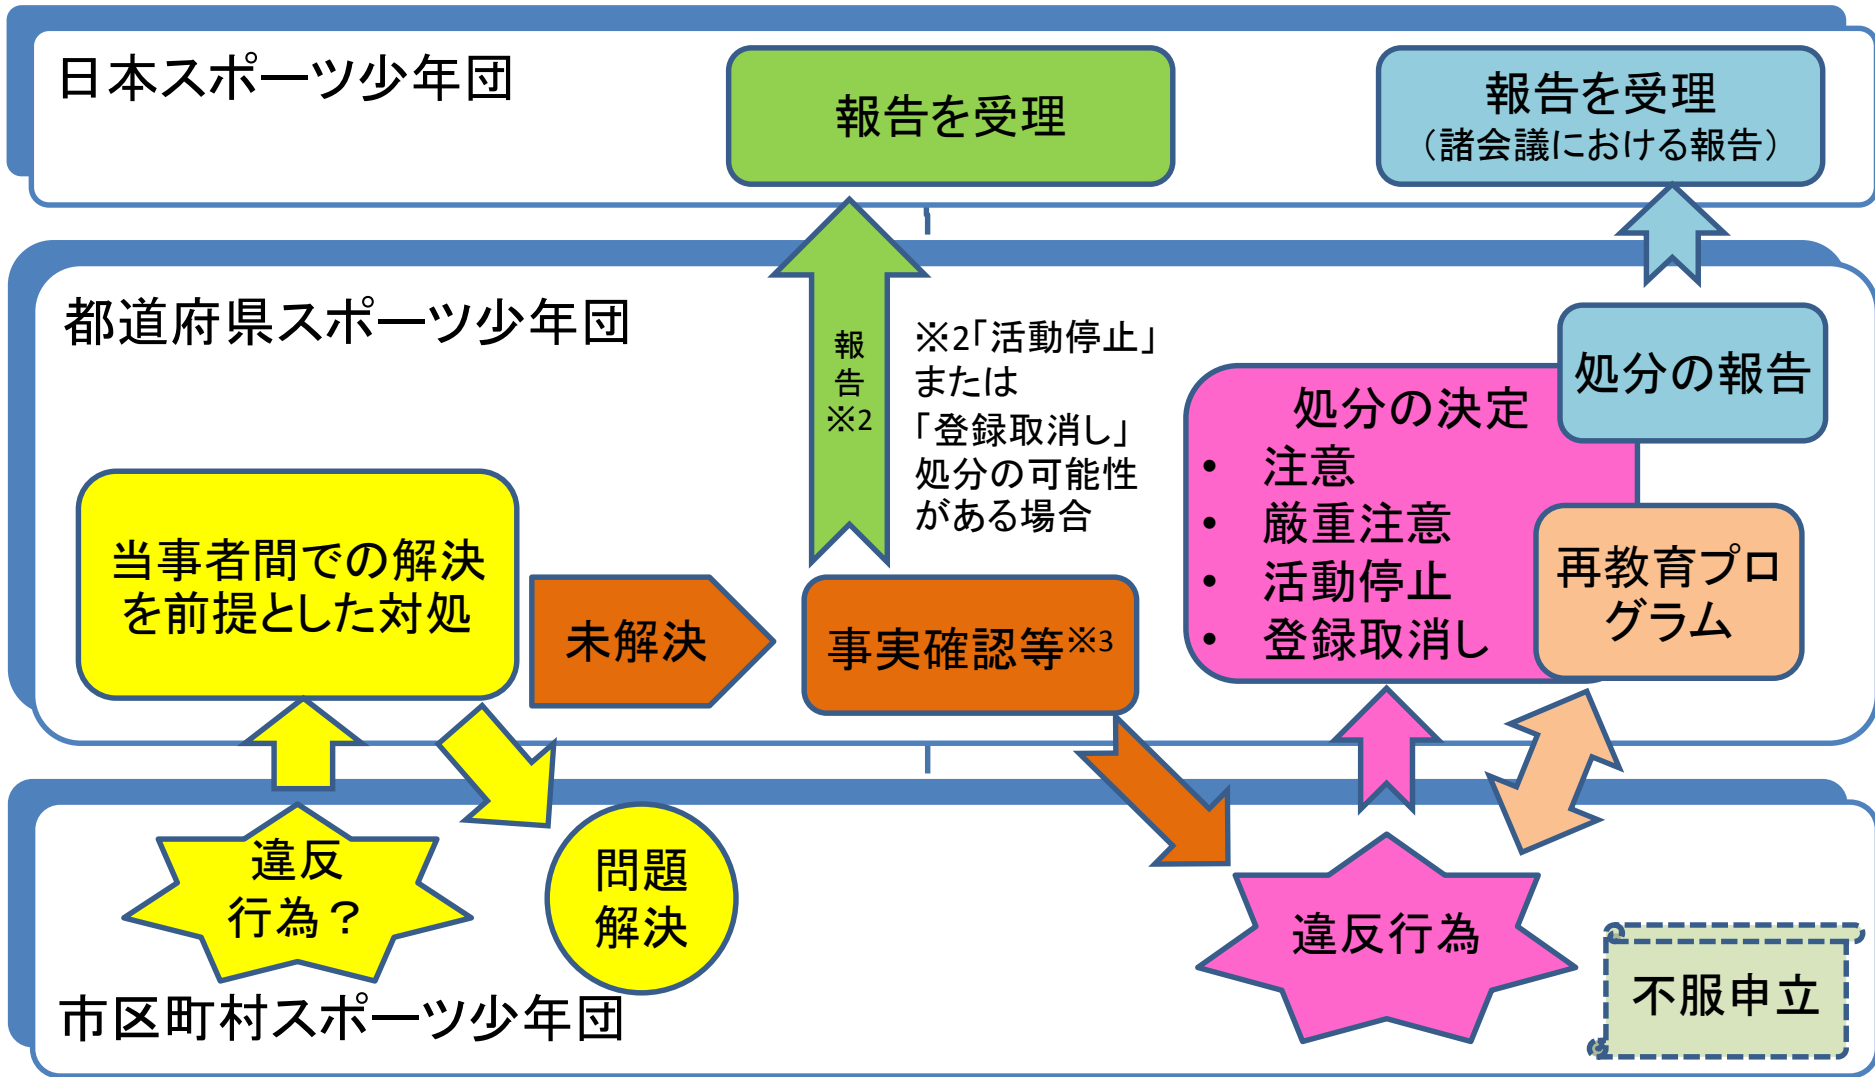 日本スポーツ少年団
報告を受理
報告を受理
（諸会議における報告）
都道府県スポーツ少年団
報
告
※2
※2「活動停止」
または
「登録取消し」
処分の可能性
がある場合
処分の報告
処分の決定
• 注意
• 厳重注意
• 活動停止
• 登録取消し
再教育プロ
グラム
当事者間での解決
を前提とした対処
未解決
事実確認等※3
違反
行為？
問題
解決
違反行為
不服申立
市区町村スポーツ少年団